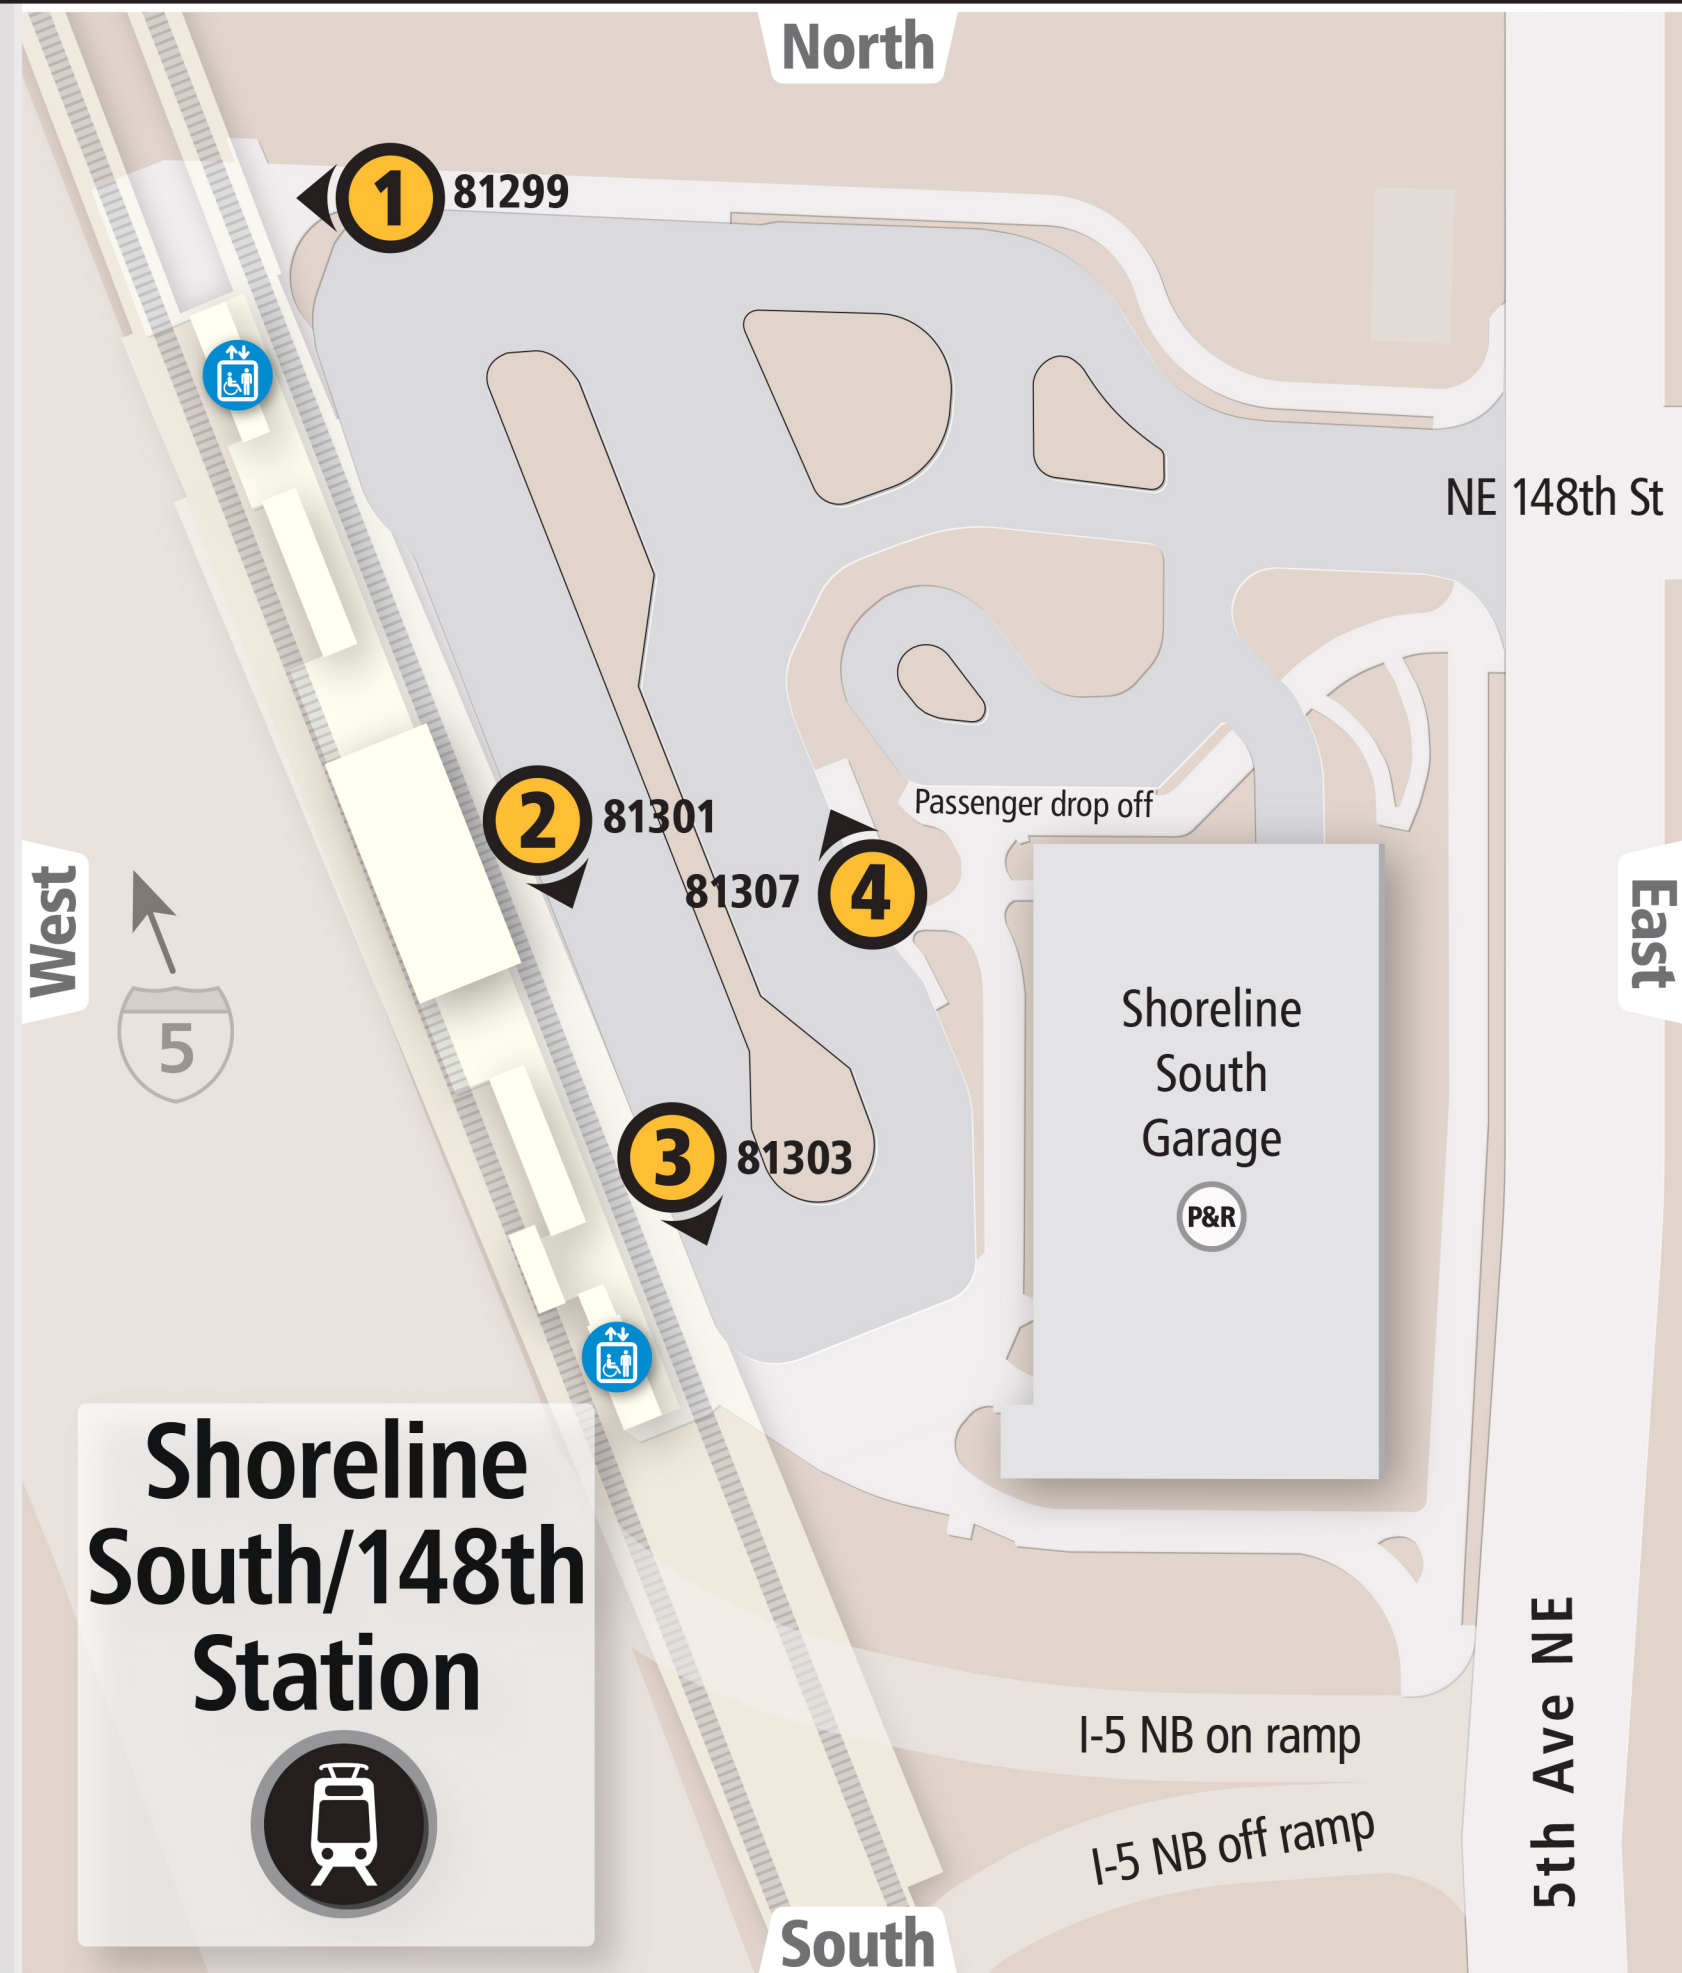 North
1 81299
NE 148th St
2 81301
Passenger drop off
81307 4
West
East
5
Shoreline
South
Garage
P&R
3 81303
Shoreline
South/148th
Station
5th Ave NE
I-5 NB on ramp
I-5 NB off ramp
South